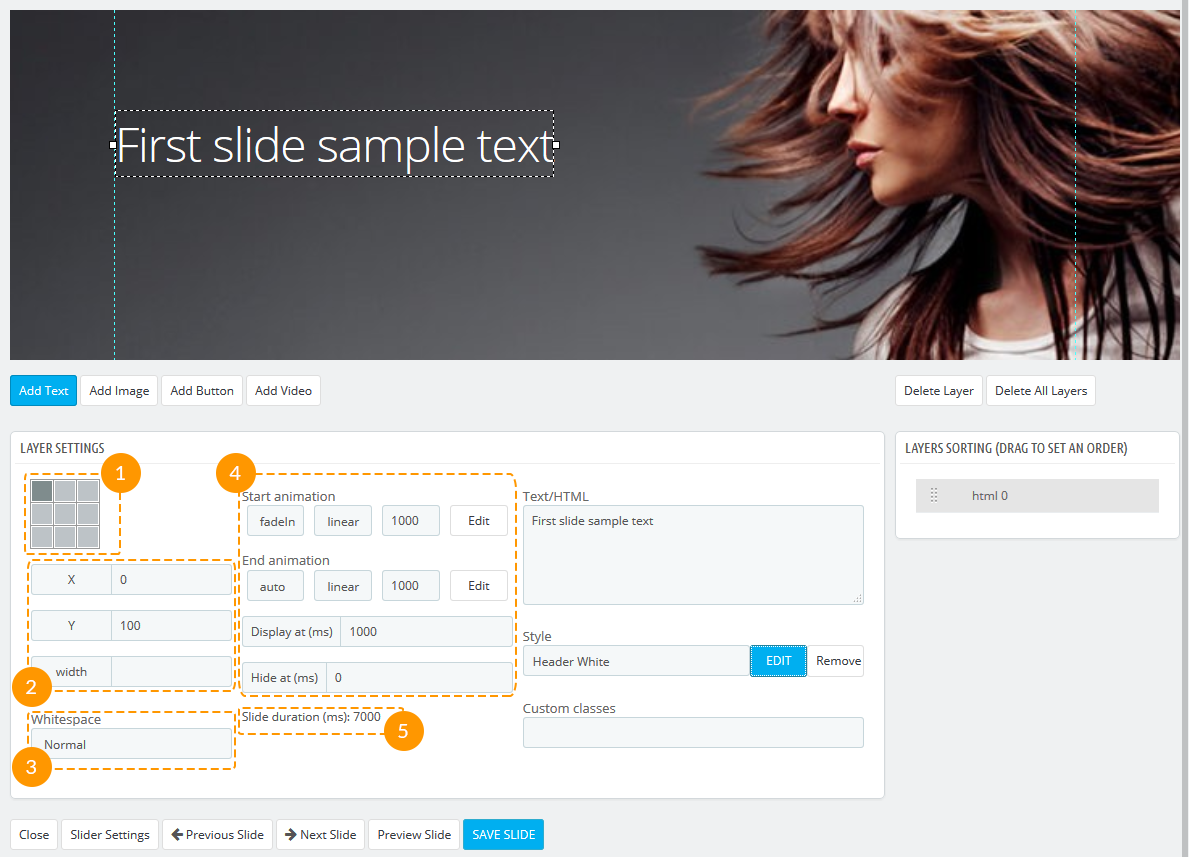 First slide sample text
Add Text Add Image Add Button Add Video
Delete Layer Delete All Layers
LAYER SETTINGS
1
X 0
Y 100
width
2
Whitespace
Normal
3
4
Start animation
fadeIn linear 1000 Edit
End animation
auto linear 1000 Edit
Display at (ms) 1000
Hide at (ms) 0
Slide duration (ms): 7000
5
Text/HTML
First slide sample text
Style
Header White EDIT Remove
Custom classes
LAYERS SORTING (DRAG TO SET AN ORDER)
html 0
Close Slider Settings Previous Slide Next Slide Preview Slide SAVE SLIDE